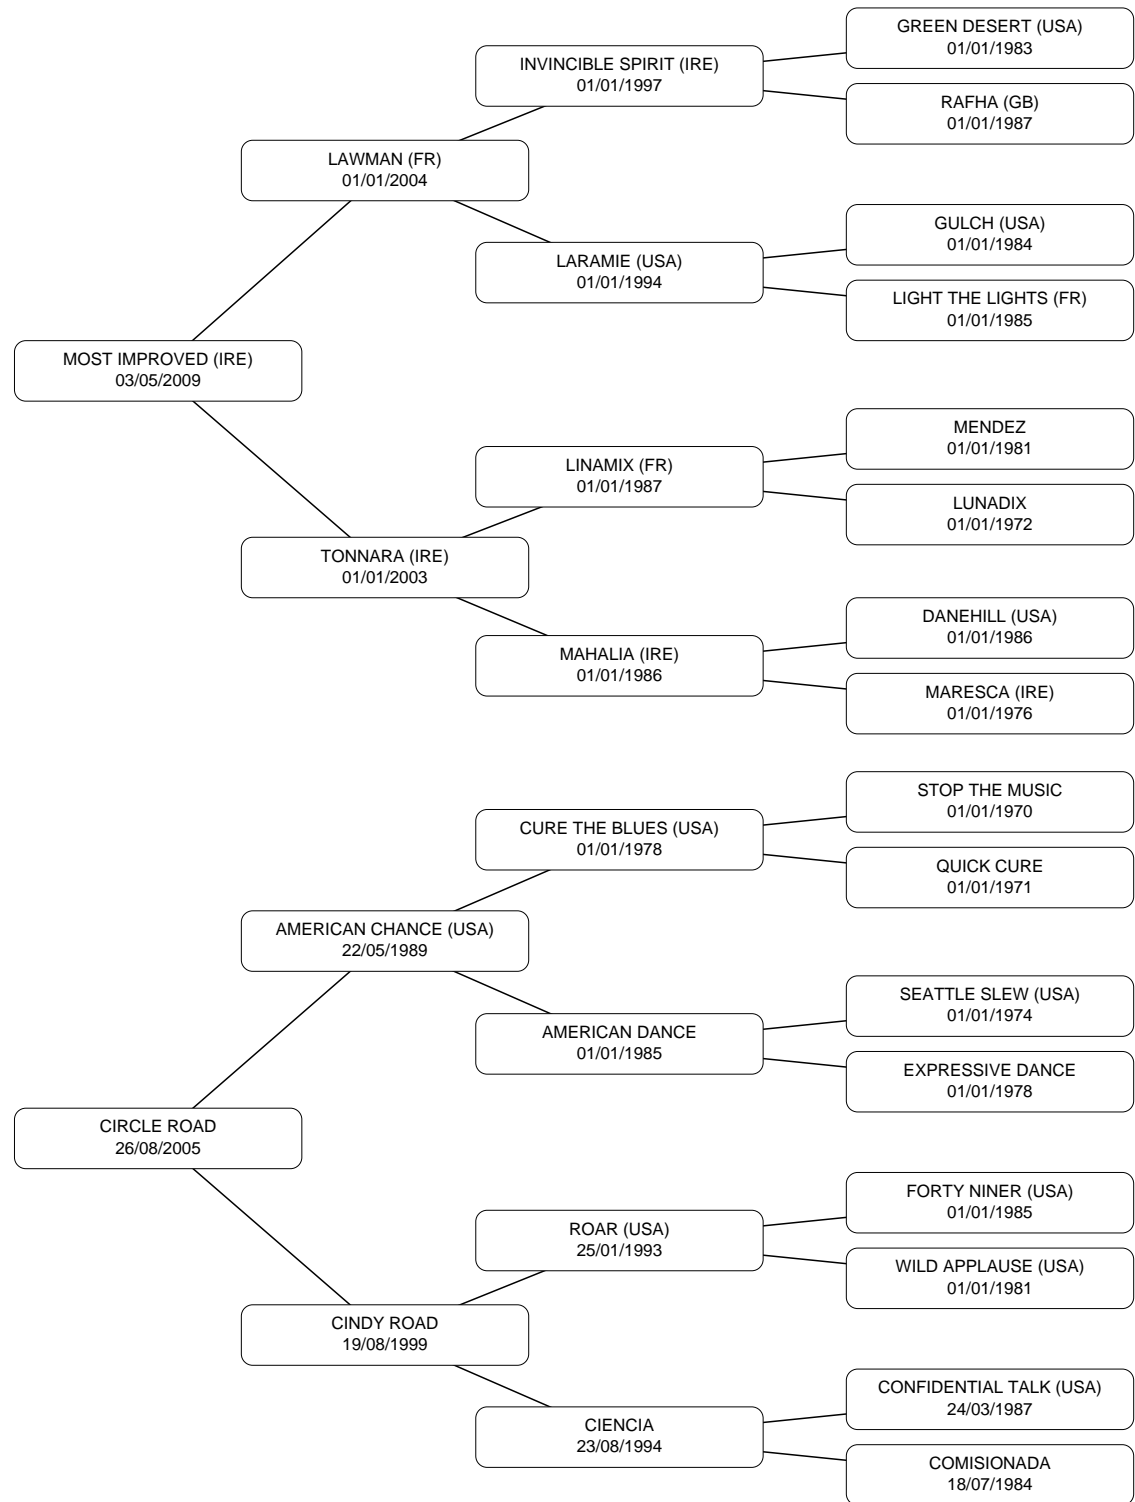 GREEN DESERT (USA)
01/01/1983
INVINCIBLE SPIRIT (IRE)
01/01/1997
RAFHA (GB)
01/01/1987
LAWMAN (FR)
01/01/2004
GULCH (USA)
01/01/1984
LARAMIE (USA)
01/01/1994
LIGHT THE LIGHTS (FR)
01/01/1985
MOST IMPROVED (IRE)
03/05/2009
MENDEZ
01/01/1981
LINAMIX (FR)
01/01/1987
LUNADIX
01/01/1972
TONNARA (IRE)
01/01/2003
DANEHILL (USA)
01/01/1986
MAHALIA (IRE)
01/01/1986
MARESCA (IRE)
01/01/1976
STOP THE MUSIC
01/01/1970
CURE THE BLUES (USA)
01/01/1978
QUICK CURE
01/01/1971
AMERICAN CHANCE (USA)
22/05/1989
SEATTLE SLEW (USA)
01/01/1974
AMERICAN DANCE
01/01/1985
EXPRESSIVE DANCE
01/01/1978
CIRCLE ROAD
26/08/2005
FORTY NINER (USA)
01/01/1985
ROAR (USA)
25/01/1993
WILD APPLAUSE (USA)
01/01/1981
CINDY ROAD
19/08/1999
CONFIDENTIAL TALK (USA)
24/03/1987
CIENCIA
23/08/1994
COMISIONADA
18/07/1984